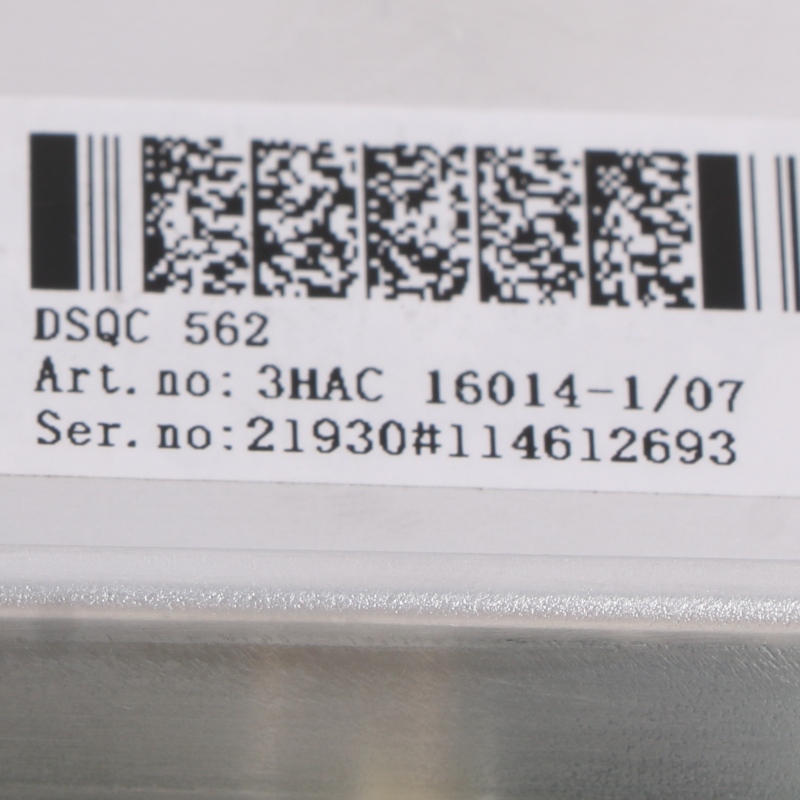 DSQC 562
Art.no: 3HAC 16014-1/07
Ser.no:21930#114612693